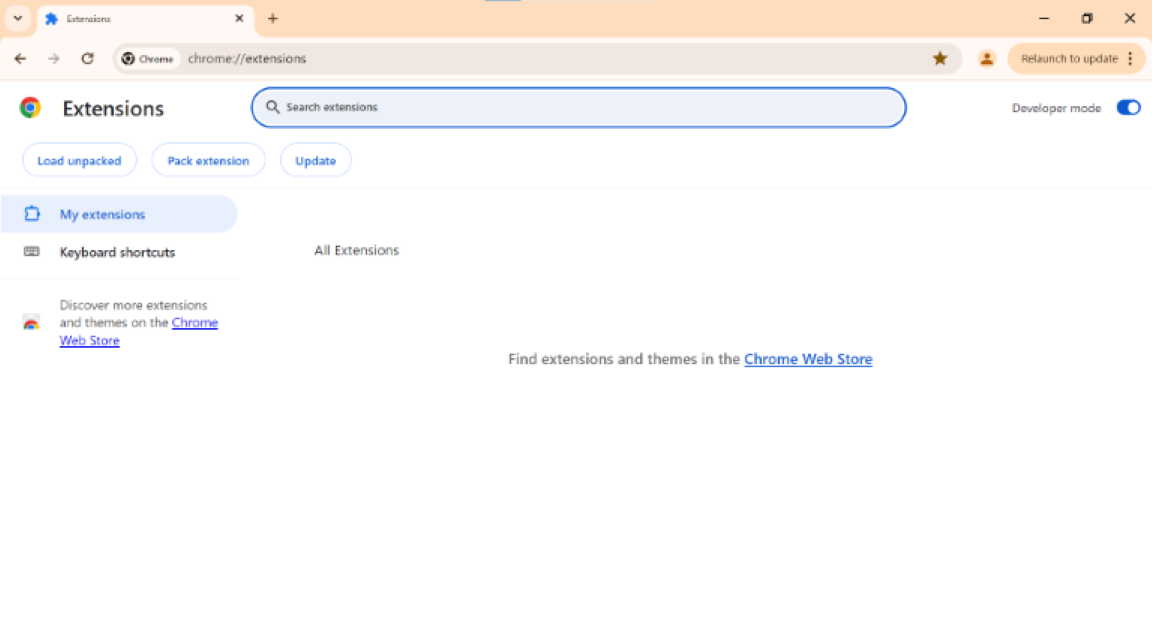 Extensions
Chrome chrome://extensions Relaunch to update
Extensions Search extensions Developer mode
Load unpacked Pack extension Update
My extensions
Keyboard shortcuts
All Extensions
Discover more extensions
and themes on the Chrome
Web Store
Find extensions and themes in the Chrome Web Store